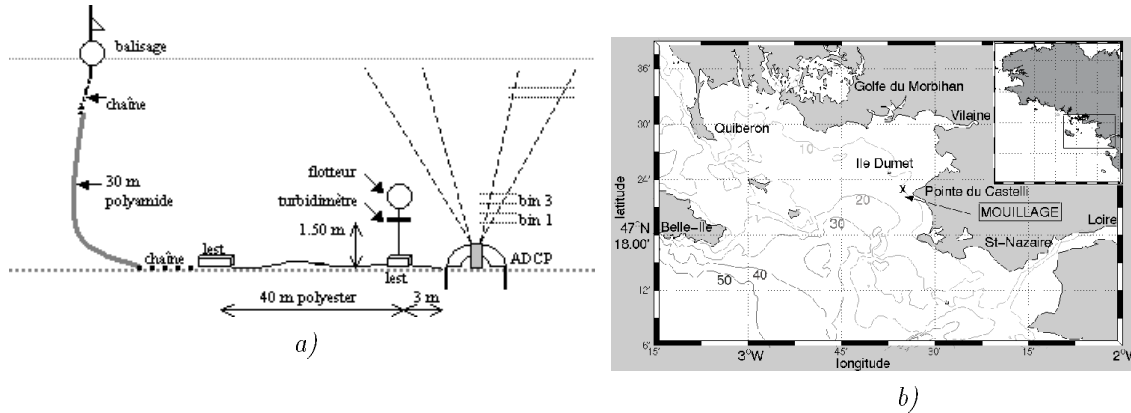 balisage
chaîne
30 m
polyamide
flotteur
turbidimètre
1.50 m
bin 3
bin 1
chaîne
lest
lest
ADCP
40 m polyester
3 m
a)
36'
30'
24'
47°N
18.00'
12'
6'
latitude
Golfe du Morbihan
Vilaine
Quiberon
10
Ile Dumet
x
Pointe du Castelli
20
MOUILLAGE
30
Belle-Ile
Loire
St-Nazaire
50
40
15'
3°W
45'
30'
15'
2°W
longitude
b)